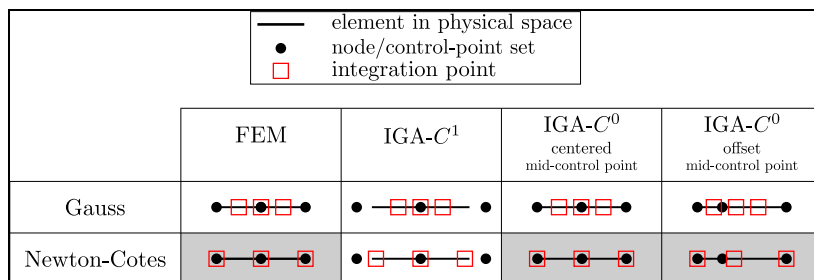 element in physical space
node/control-point set
integration point
FEM
IGA-C¹
IGA-C⁰
centered
mid-control point
IGA-C⁰
offset
mid-control point
Gauss
Newton-Cotes